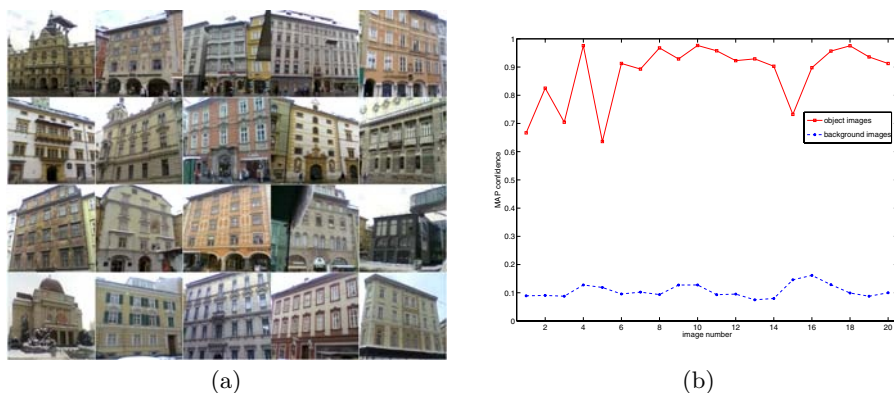 1
0.9
0.8
0.7
0.6
0.5
0.4
0.3
0.2
0.1
0
MAP confidence
object images
background images
2 4 6 8 10 12 14 16 18 20
image number
(a) (b)